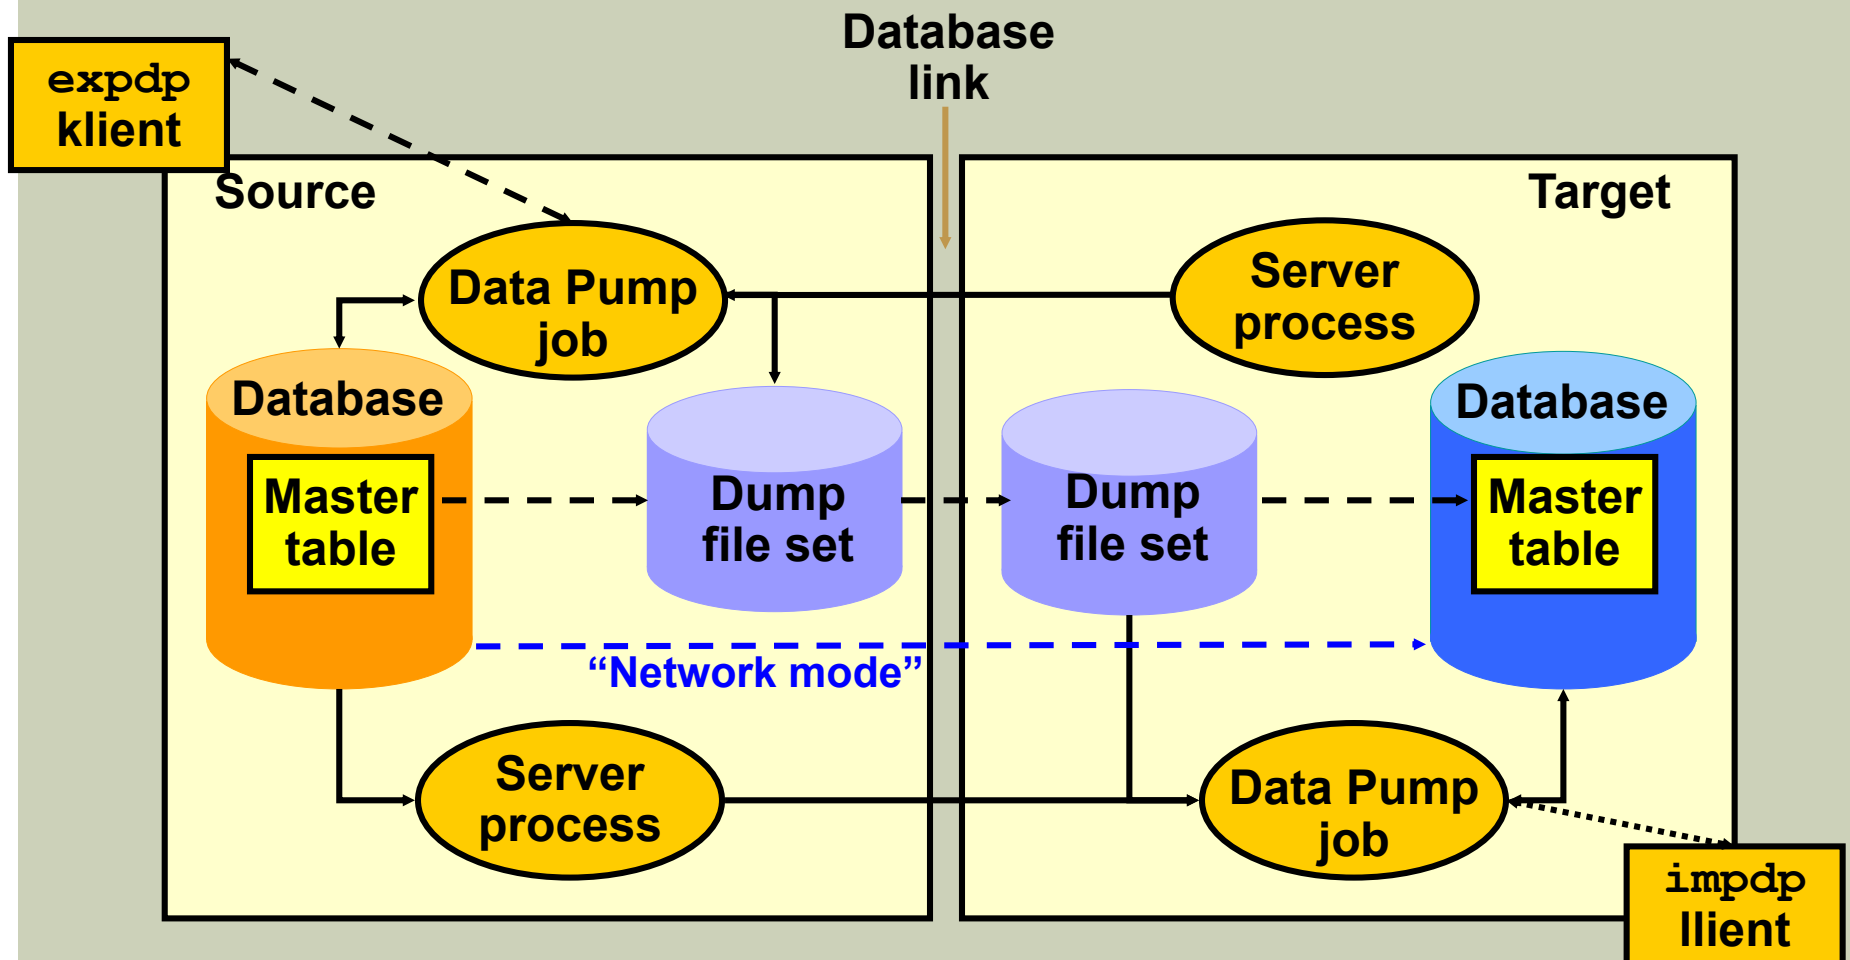 Database
link
expdp
klient
Source
Target
Data Pump
job
Server
process
Database
Database
Master
table
Dump
file set
Dump
file set
Master
table
“Network mode”
Server
process
Data Pump
job
impdp
llient